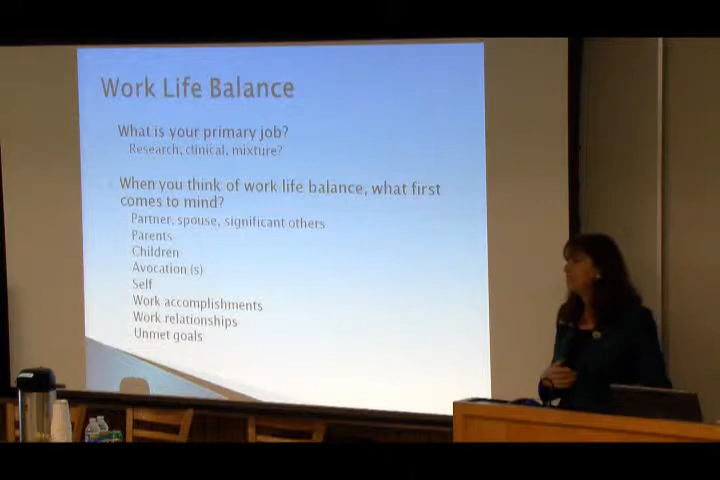 Work Life Balance
What is your primary job?
Research, clinical, mixture?
When you think of work life balance, what first
comes to mind?
Partner, spouse, significant others
Parents
Children
Avocation (s)
Self
Work accomplishments
Work relationships
Unmet goals